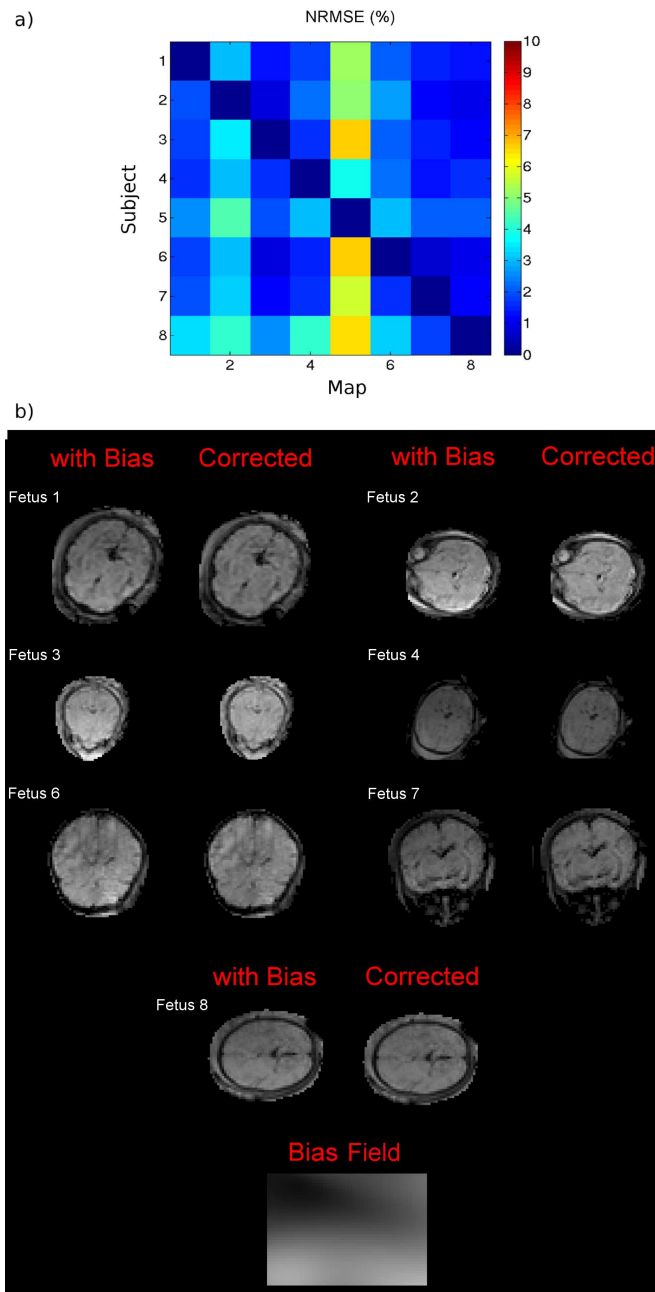 a)
NRMSE (%)
Subject
1
2
3
4
5
6
7
8
2
4
6
8
Map
10
9
8
7
6
5
4
3
2
1
0
b)
with Bias Corrected with Bias Corrected
Fetus 1 Fetus 2
Fetus 3 Fetus 4
Fetus 6 Fetus 7
with Bias Corrected
Fetus 8
Bias Field